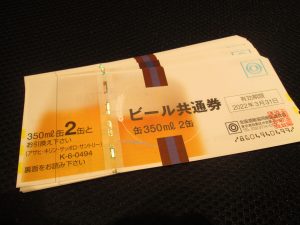 350ml缶2缶と
お引換え下さい
(アサヒ・キリン・サッポロ・サントリー)
K-6-0494
裏面をお読み下さい
ビール共通券
缶350ml 2缶
有効期限
2022年3月31日